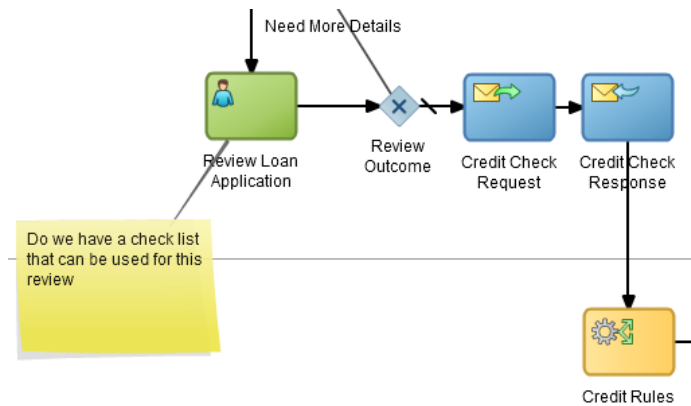 Need More Details
Review Loan
Application
Review
Outcome
Credit Check
Request
Credit Check
Response
Do we have a check list
that can be used for this
review
Credit Rules